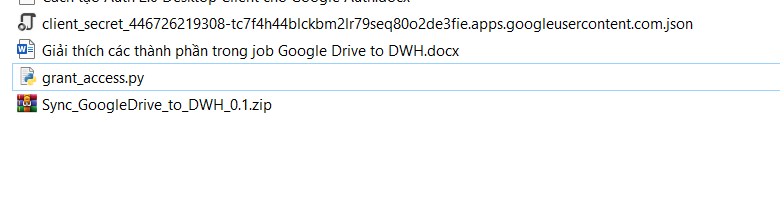 client_secret_446726219308-tc7f4h44blckbm2lr79seq80o2de3fie.apps.googleusercontent.com.json
Giải thích các thành phần trong job Google Drive to DWH.docx
grant_access.py
Sync_GoogleDrive_to_DWH_0.1.zip